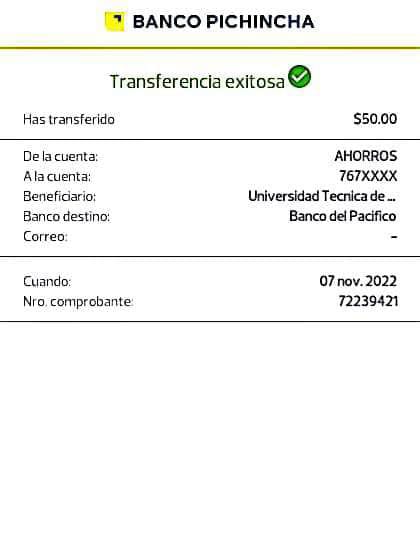 BANCO PICHINCHA
Transferencia exitosa
Has transferido $50.00
De la cuenta: AHORROS
A la cuenta: 767XXXX
Beneficiario: Universidad Tecnica de ...
Banco destino: Banco del Pacifico
Correo: -
Cuando: 07 nov. 2022
Nro. comprobante: 72239421